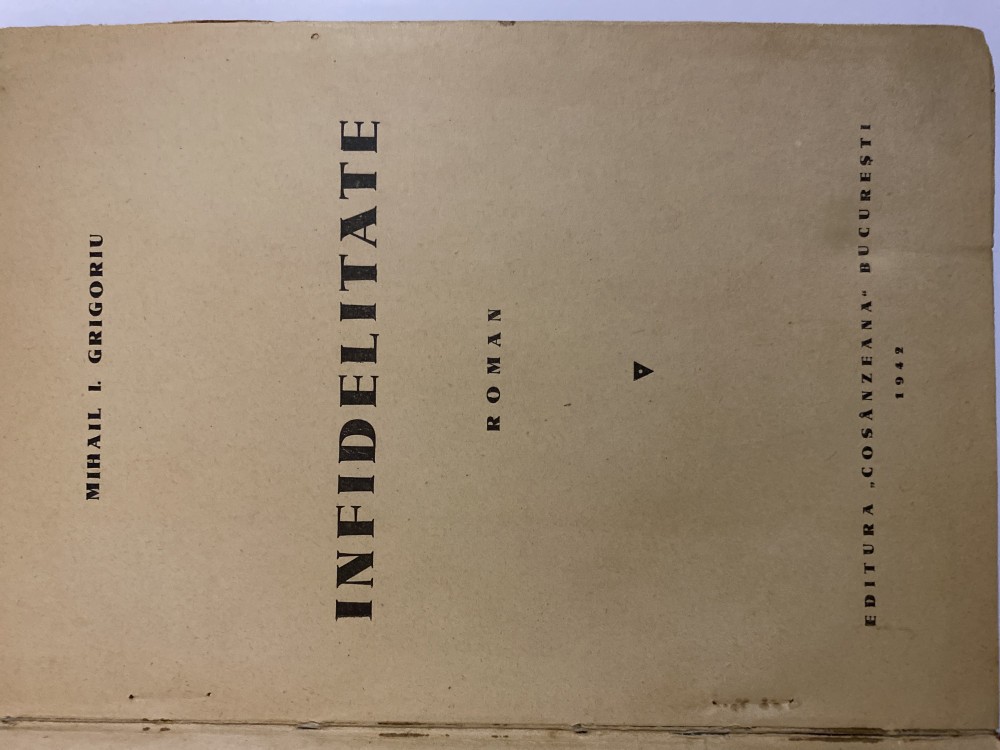 MIHAIL I. GRIGORIU
INFIDELITATE
ROMAN
EDITURA „COSÂNZEANA“ BUCUREȘTI
1942